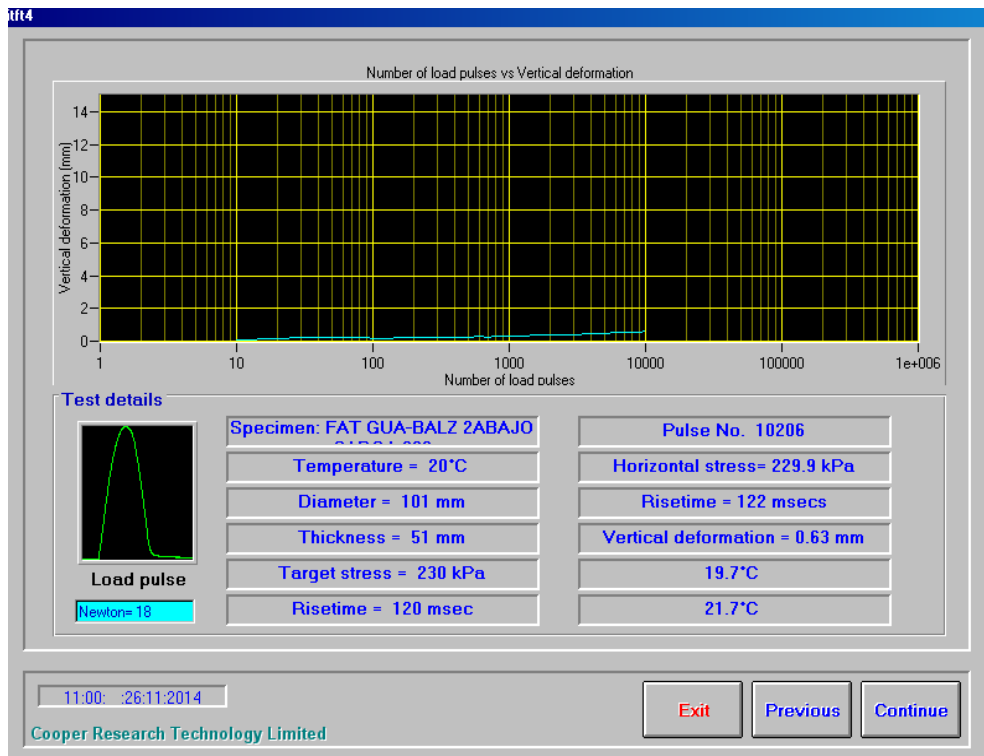 itft4
Number of load pulses vs Vertical deformation
Vertical deformation (mm)
14
12
10
8
6
4
2
0
1 10 100 1000 10000 100000 1e+006
Number of load pulses
Test details
Specimen: FAT GUA-BALZ 2ABAJO
Pulse No. 10206
Temperature = 20°C
Horizontal stress= 229.9 kPa
Diameter = 101 mm
Risetime = 122 msecs
Thickness = 51 mm
Vertical deformation = 0.63 mm
Target stress = 230 kPa
19.7°C
Risetime = 120 msec
21.7°C
Load pulse
Newton= 18
11:00: :26:11:2014
Exit
Previous
Continue
Cooper Research Technology Limited